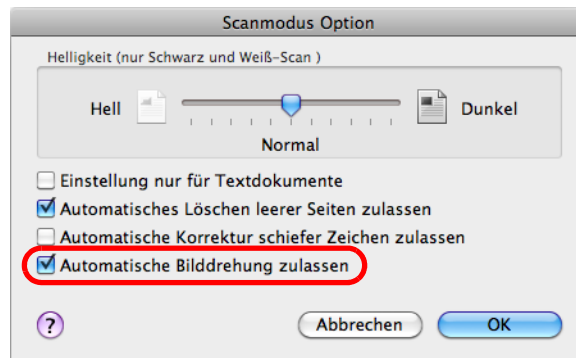 Scanmodus Option
Helligkeit (nur Schwarz und Weiß-Scan )
Hell Dunkel
Normal
Einstellung nur für Textdokumente
Automatisches Löschen leerer Seiten zulassen
Automatische Korrektur schiefer Zeichen zulassen
Automatische Bilddrehung zulassen
? Abbrechen OK